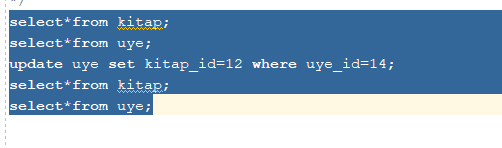 */
select*from kitap;
select*from uye;
update uye set kitap_id=12 where uye_id=14;
select*from kitap;
select*from uye;